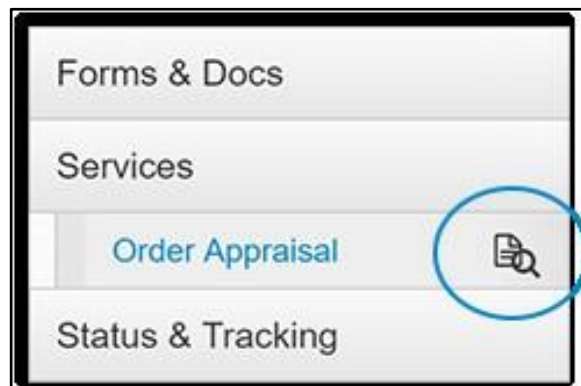 Forms & Docs
Services
Order Appraisal
Status & Tracking